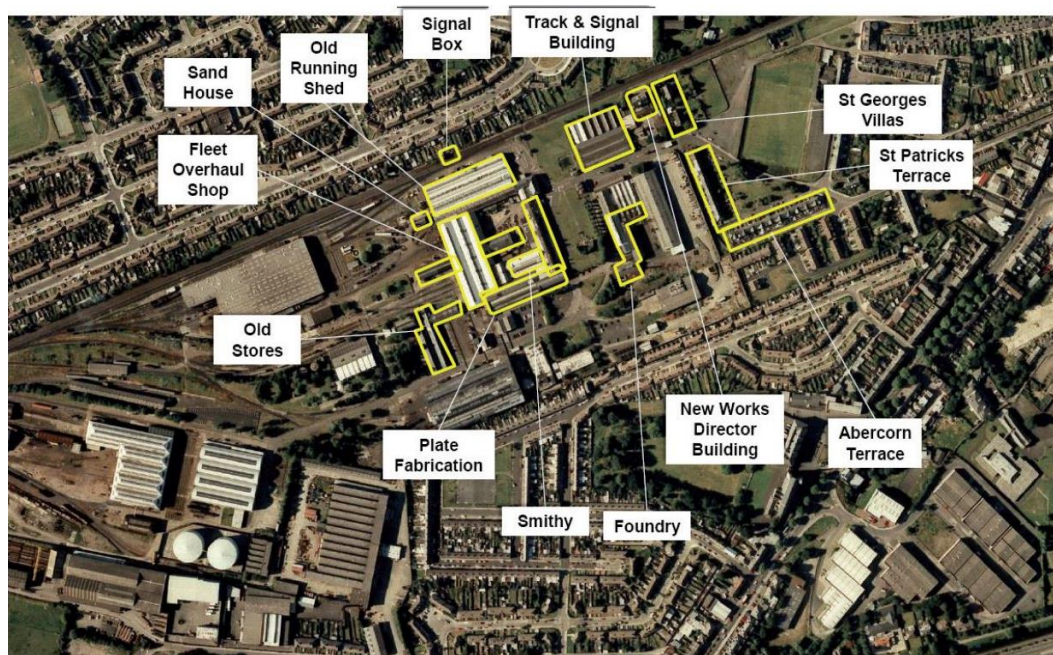 Signal
Box
Track & Signal
Building
Old
Running
Shed
Sand
House
St Georges
Villas
Fleet
Overhaul
Shop
St Patricks
Terrace
Old
Stores
New Works
Director
Building
Abercorn
Terrace
Plate
Fabrication
Smithy
Foundry